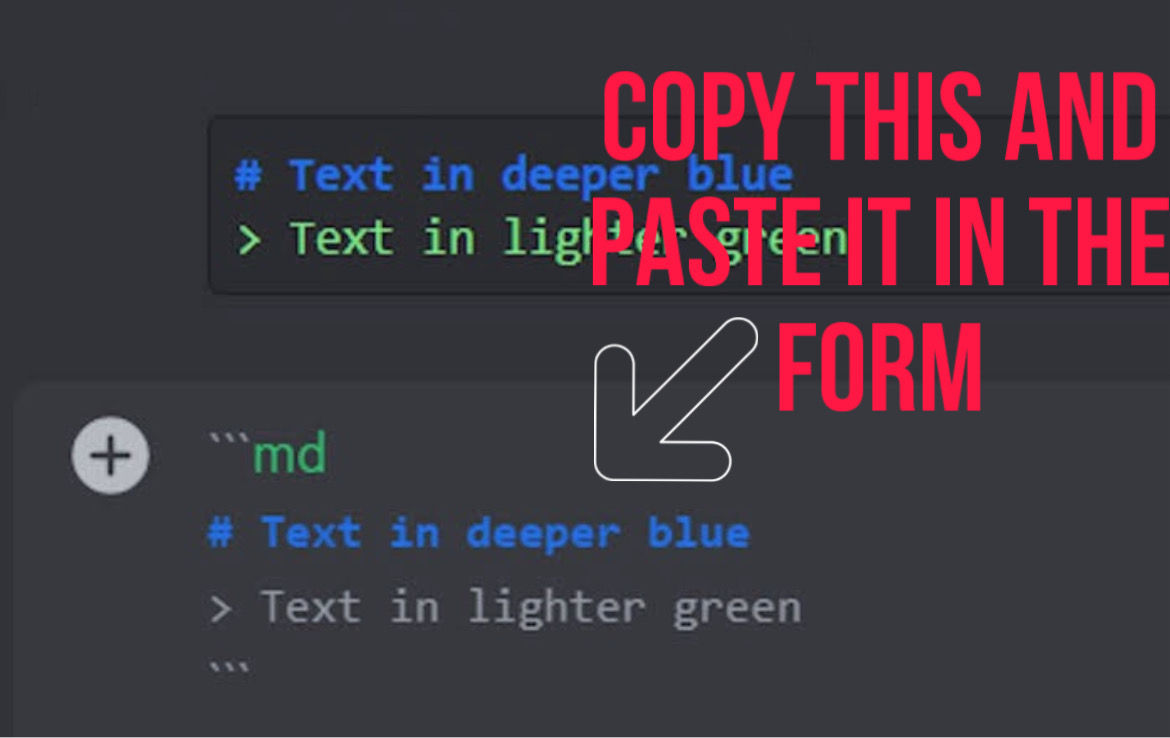 COPY THIS AND
# Text in deeper blue
PASTE IT IN THE
> Text in lighter green
FORM
```md
# Text in deeper blue
> Text in lighter green
```